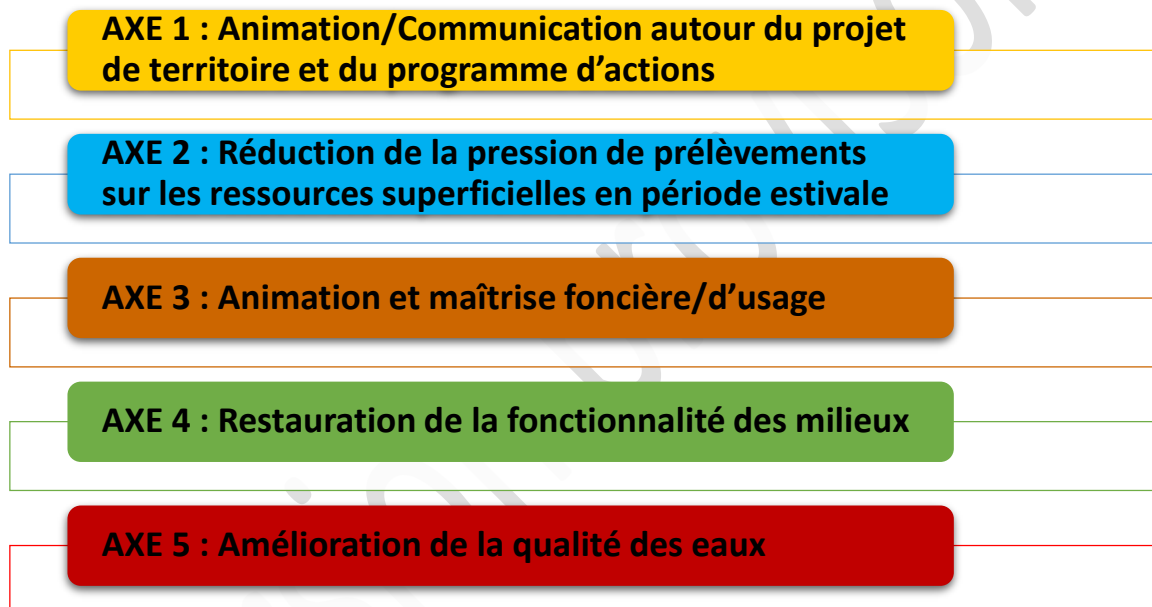 AXE 1 : Animation/Communication autour du projet
de territoire et du programme d’actions
AXE 2 : Réduction de la pression de prélèvements
sur les ressources superficielles en période estivale
AXE 3 : Animation et maîtrise foncière/d’usage
AXE 4 : Restauration de la fonctionnalité des milieux
AXE 5 : Amélioration de la qualité des eaux